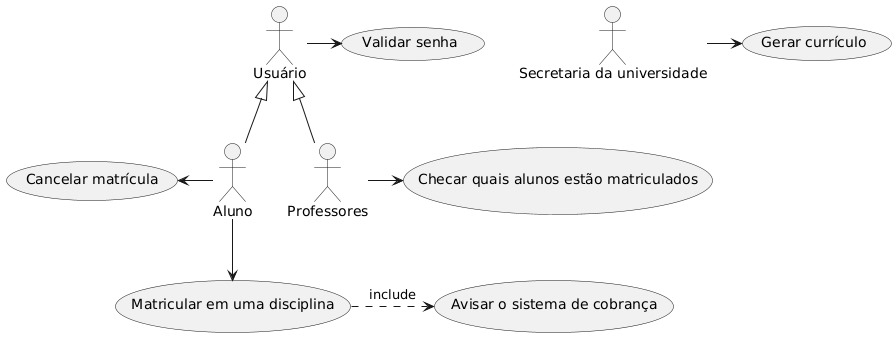 Validar senha
Gerar currículo
Usuário
Secretaria da universidade
Cancelar matrícula
Checar quais alunos estão matriculados
Aluno
Professores
include
Matricular em uma disciplina
Avisar o sistema de cobrança